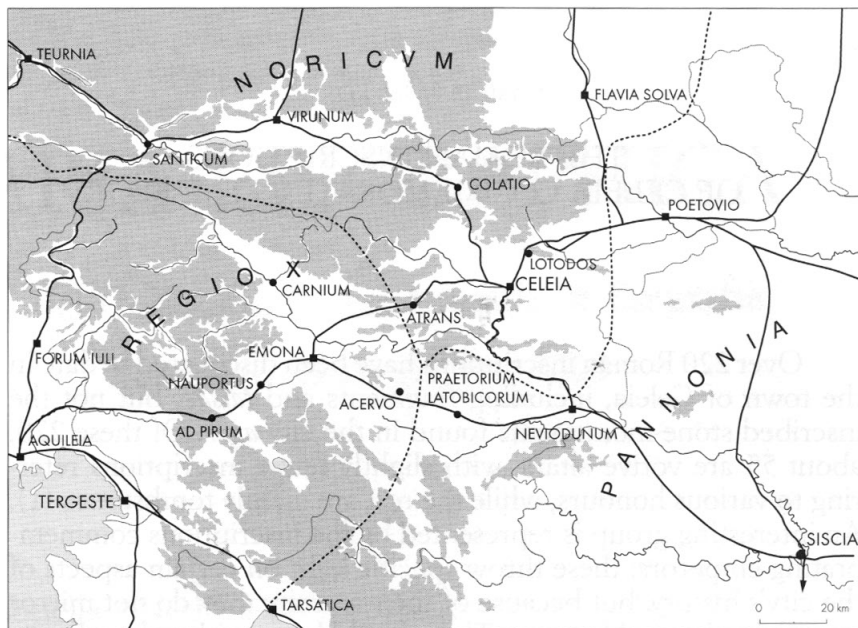 TEURNIA
NORICVM
FLAVIA SOLVA
VIRUNUM
SANTICUM
COLATIO
POETOVIO
LOTODOS
CELEIA
REGIO X
CARNIUM
ATRANS
FORUM IULI
EMONA
NAUPORTUS
ACERVO
PRAETORIUM
LATOBICORUM
PANNONIA
AD PIRUM
NEVIODUNUM
AQUILEIA
TERGESTE
SISCIA
TARSATICA
0 20 km